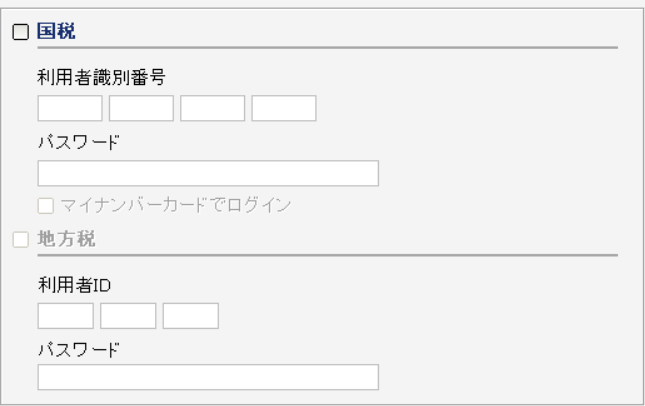 国税
利用者識別番号
パスワード
マイナンバーカードでログイン
地方税
利用者ID
パスワード